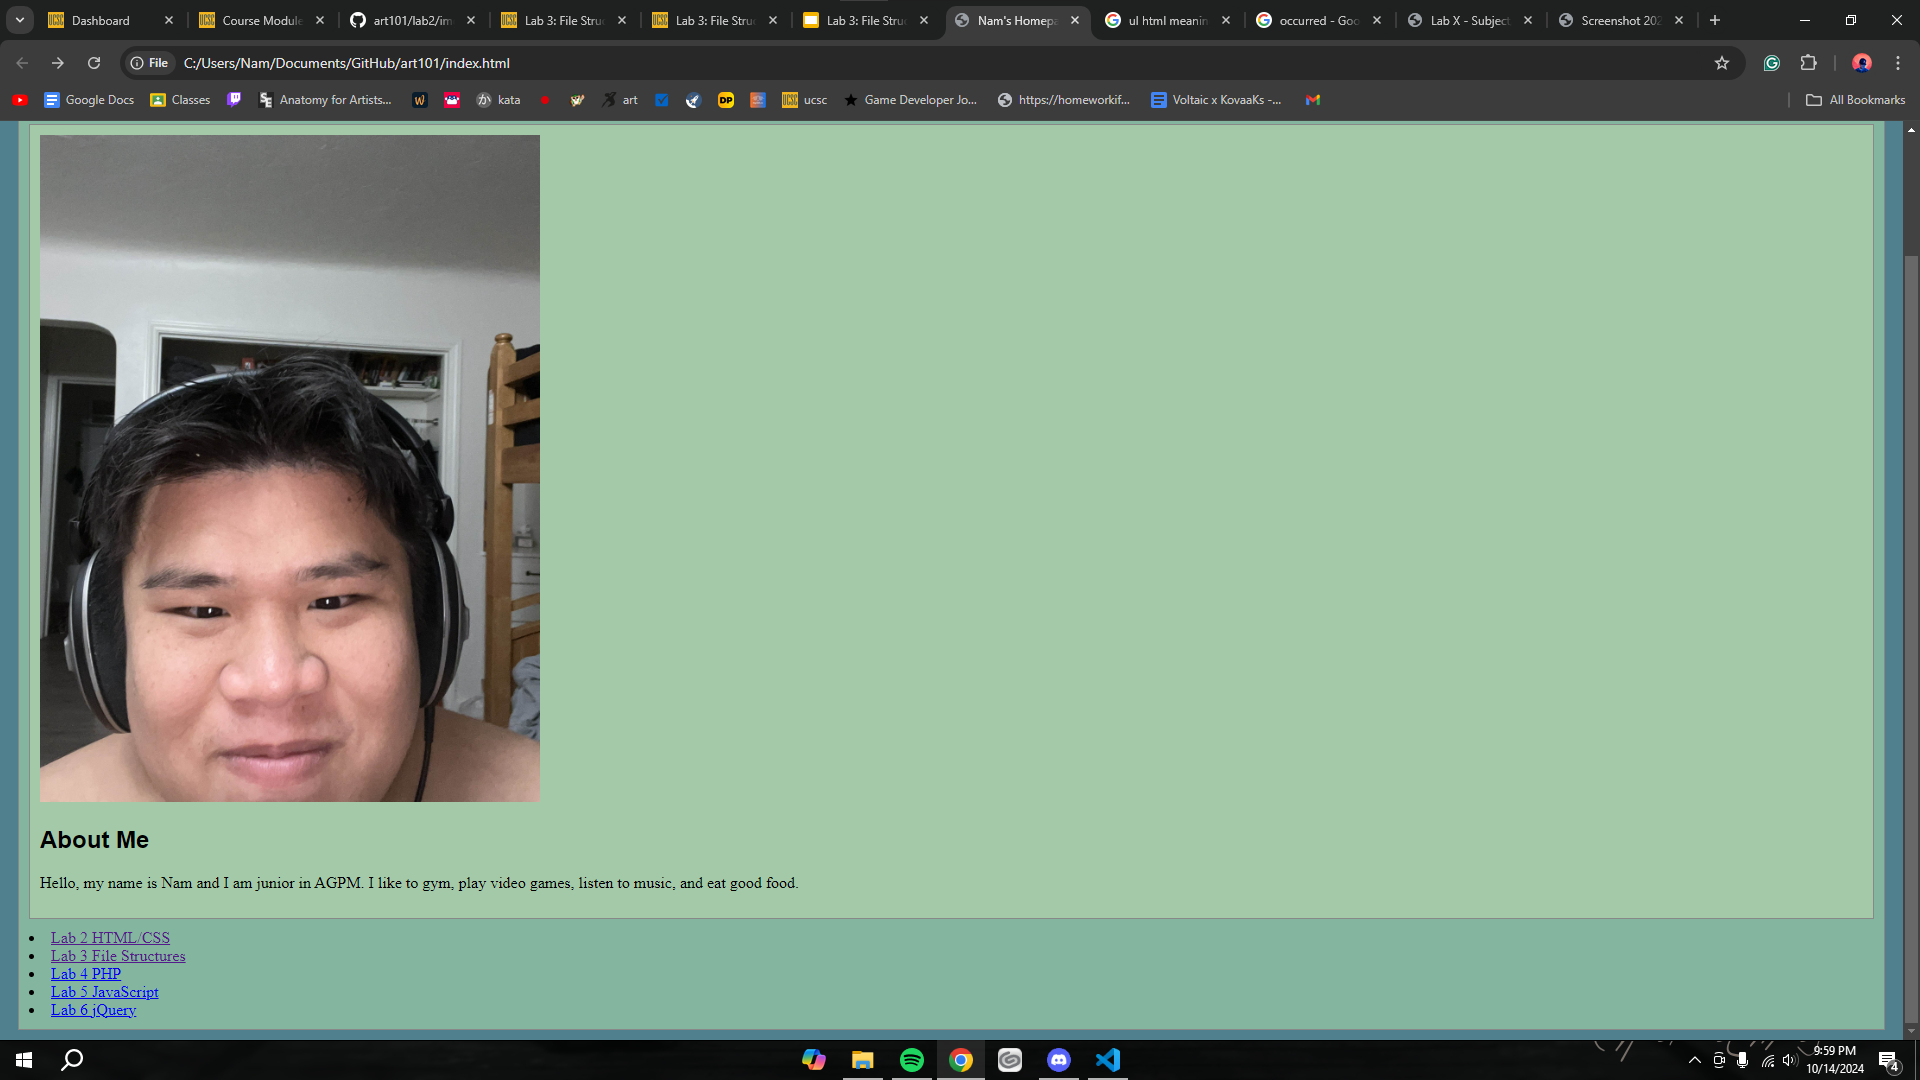 Dashboard
Course Module
art101/lab2/im
Lab 3: File Stru
Lab 3: File Stru
Lab 3: File Stru
Nam's Homepa
ul html meanin
occurred - Goo
Lab X - Subject
Screenshot 202
File C:/Users/Nam/Documents/GitHub/art101/index.html
Google Docs
Classes
Anatomy for Artists...
kata
art
ucsc
Game Developer Jo...
https://homeworkif...
Voltaic x KovaaKs -...
All Bookmarks
About Me
Hello, my name is Nam and I am junior in AGPM. I like to gym, play video games, listen to music, and eat good food.
Lab 2 HTML/CSS
Lab 3 File Structures
Lab 4 PHP
Lab 5 JavaScript
Lab 6 jQuery
9:59 PM
10/14/2024
4